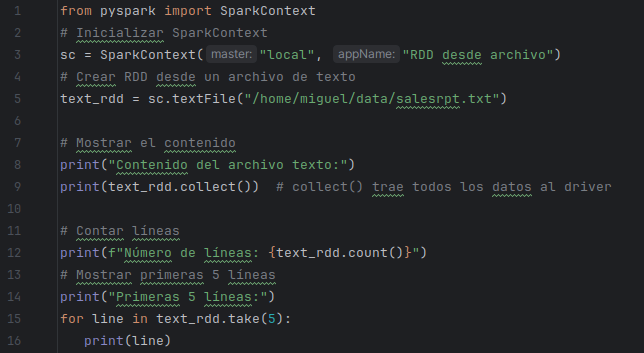 1 from pyspark import SparkContext
2 # Inicializar SparkContext
3 sc = SparkContext( master: "local", appName: "RDD desde archivo")
4 # Crear RDD desde un archivo de texto
5 text_rdd = sc.textFile("/home/miguel/data/salesrpt.txt")
6
7 # Mostrar el contenido
8 print("Contenido del archivo texto:")
9 print(text_rdd.collect())  # collect() trae todos los datos al driver
10
11 # Contar líneas
12 print(f"Número de líneas: {text_rdd.count()}")
13 # Mostrar primeras 5 líneas
14 print("Primeras 5 líneas:")
15 for line in text_rdd.take(5):
16    print(line)